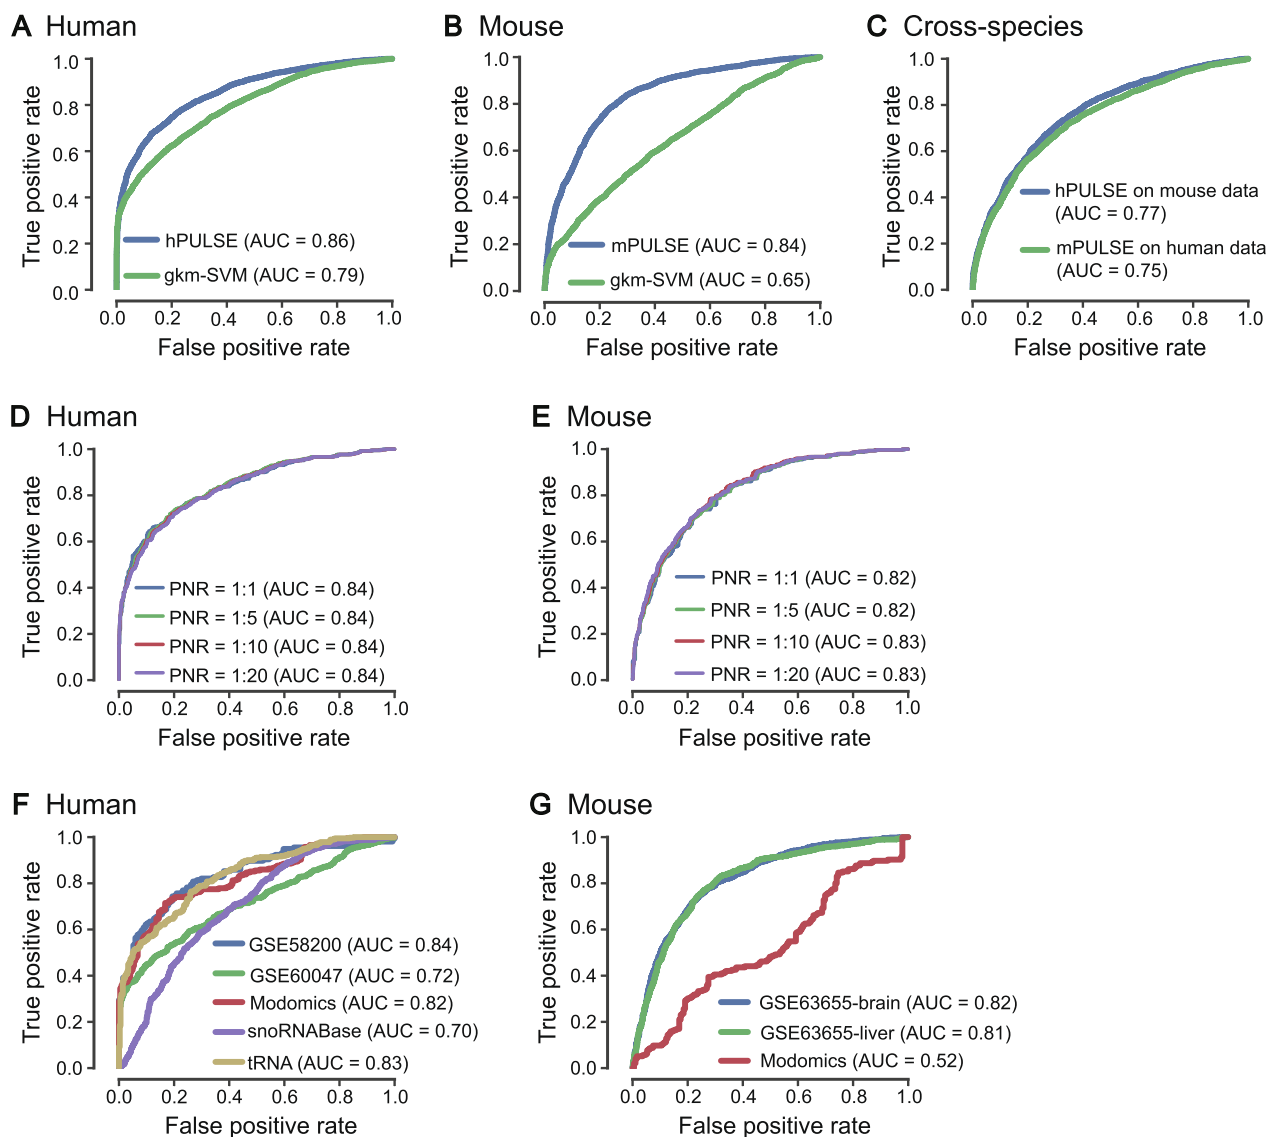 A Human
True positive rate
1.0
0.8
0.6
0.4
0.2
0.0
hPULSE (AUC = 0.86)
gkm-SVM (AUC = 0.79)
0.0 0.2 0.4 0.6 0.8 1.0
False positive rate
B Mouse
True positive rate
1.0
0.8
0.6
0.4
0.2
0.0
mPULSE (AUC = 0.84)
gkm-SVM (AUC = 0.65)
0.0 0.2 0.4 0.6 0.8 1.0
False positive rate
C Cross-species
True positive rate
1.0
0.8
0.6
0.4
0.2
0.0
hPULSE on mouse data
(AUC = 0.77)
mPULSE on human data
(AUC = 0.75)
0.0 0.2 0.4 0.6 0.8 1.0
False positive rate
D Human
True positive rate
1.0
0.8
0.6
0.4
0.2
0.0
PNR = 1:1 (AUC = 0.84)
PNR = 1:5 (AUC = 0.84)
PNR = 1:10 (AUC = 0.84)
PNR = 1:20 (AUC = 0.84)
0.0 0.2 0.4 0.6 0.8 1.0
False positive rate
E Mouse
True positive rate
1.0
0.8
0.6
0.4
0.2
0.0
PNR = 1:1 (AUC = 0.82)
PNR = 1:5 (AUC = 0.82)
PNR = 1:10 (AUC = 0.83)
PNR = 1:20 (AUC = 0.83)
0.0 0.2 0.4 0.6 0.8 1.0
False positive rate
F Human
True positive rate
1.0
0.8
0.6
0.4
0.2
0.0
GSE58200 (AUC = 0.84)
GSE60047 (AUC = 0.72)
Modomics (AUC = 0.82)
snoRNABase (AUC = 0.70)
tRNA (AUC = 0.83)
0.0 0.2 0.4 0.6 0.8 1.0
False positive rate
G Mouse
True positive rate
1.0
0.8
0.6
0.4
0.2
0.0
GSE63655-brain (AUC = 0.82)
GSE63655-liver (AUC = 0.81)
Modomics (AUC = 0.52)
0.0 0.2 0.4 0.6 0.8 1.0
False positive rate